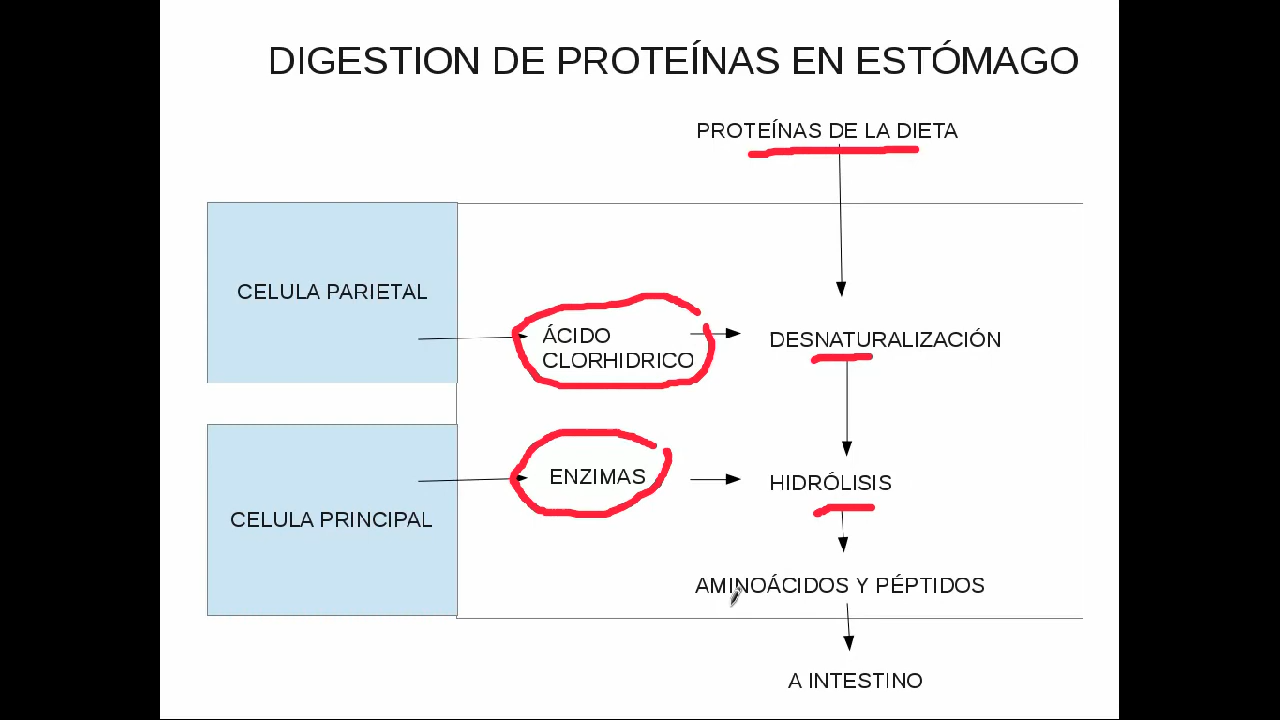 DIGESTION DE PROTEÍNAS EN ESTÓMAGO
PROTEÍNAS DE LA DIETA
CELULA PARIETAL
ÁCIDO
CLORHIDRICO
DESNATURALIZACIÓN
CELULA PRINCIPAL
ENZIMAS
HIDRÓLISIS
AMINOÁCIDOS Y PÉPTIDOS
A INTESTINO